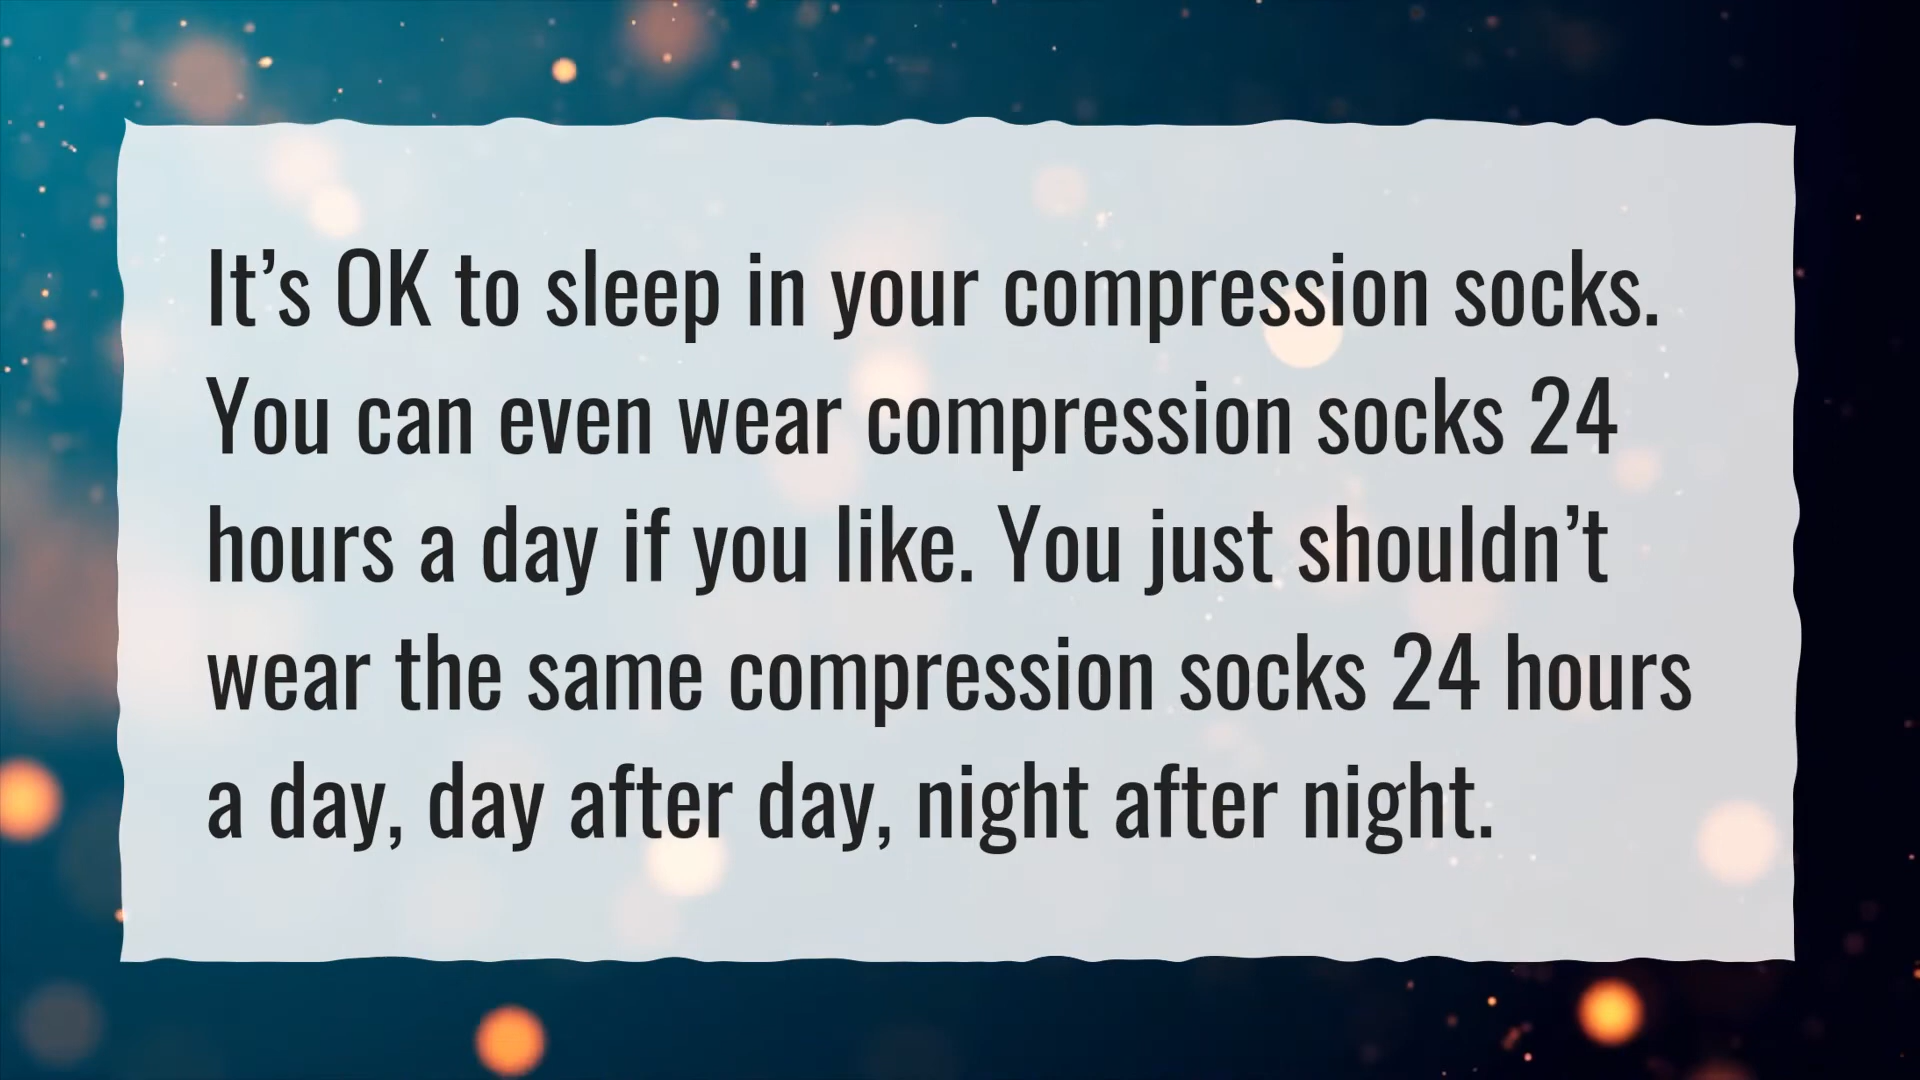 It’s OK to sleep in your compression socks.
You can even wear compression socks 24
hours a day if you like. You just shouldn’t
wear the same compression socks 24 hours
a day, day after day, night after night.